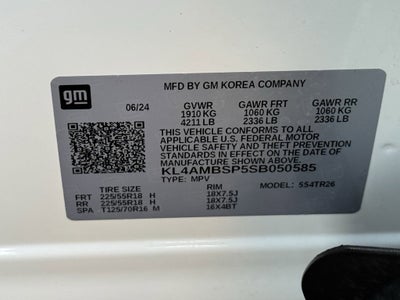 gm
MFD BY GM KOREA COMPANY
06/24 GVWR GAWR FRT GAWR RR
1910 KG 1060 KG 1060 KG
4211 LB 2336 LB 2336 LB
THIS VEHICLE CONFORMS TO ALL
APPLICABLE U.S. FEDERAL MOTOR
VEHICLE SAFETY AND THEFT
PREVENTION STANDARDS IN EFFECT ON
THE DATE OF MANUFACTURE SHOWN ABOVE.
KL4AMBSP5SB050585
TYPE: MPV
TIRE SIZE RIM MODEL: 5S4TR26
FRT 225/55R18 H 18X7.5J
RR 225/55R18 H 18X7.5J
SPA T125/70R16 M 16X4BT